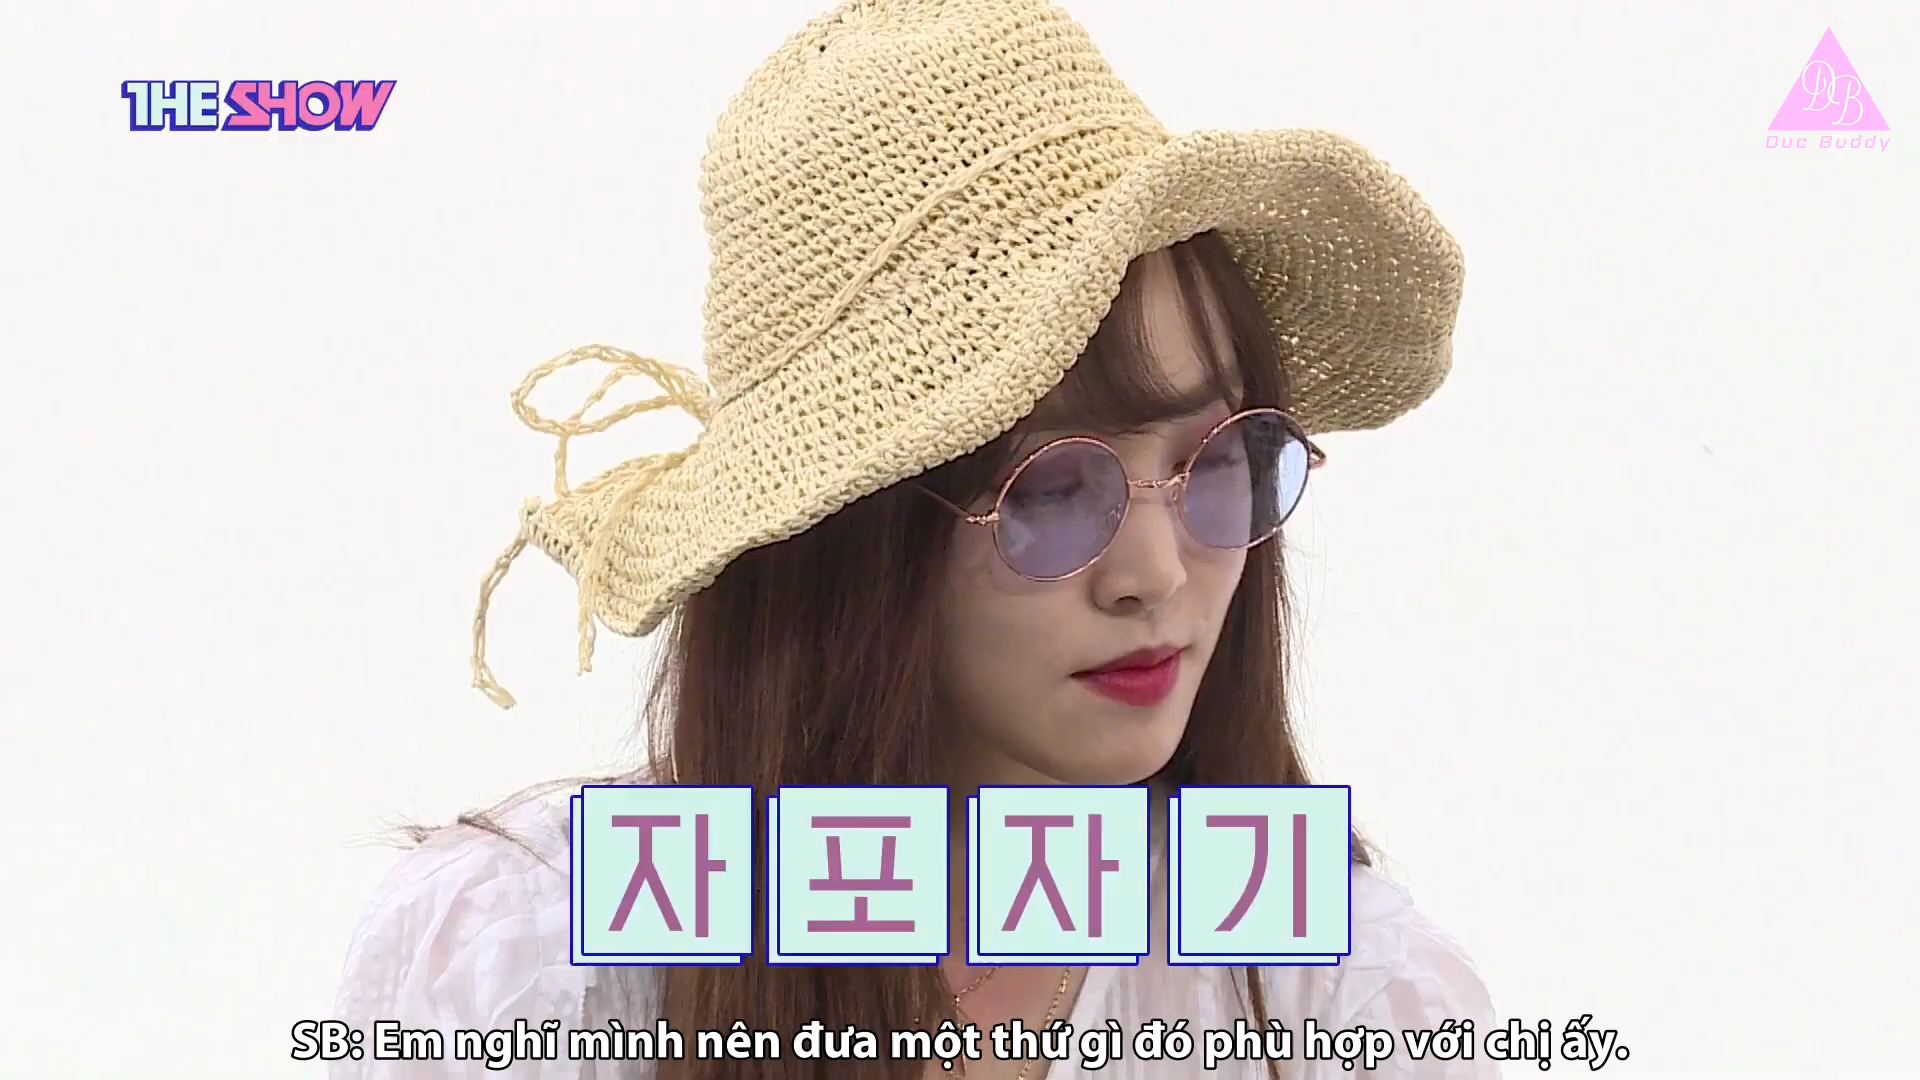 THE SHOW
DB
Duc Buddy
자포자기
SB: Em nghĩ mình nên đưa một thứ gì đó phù hợp với chị ấy.